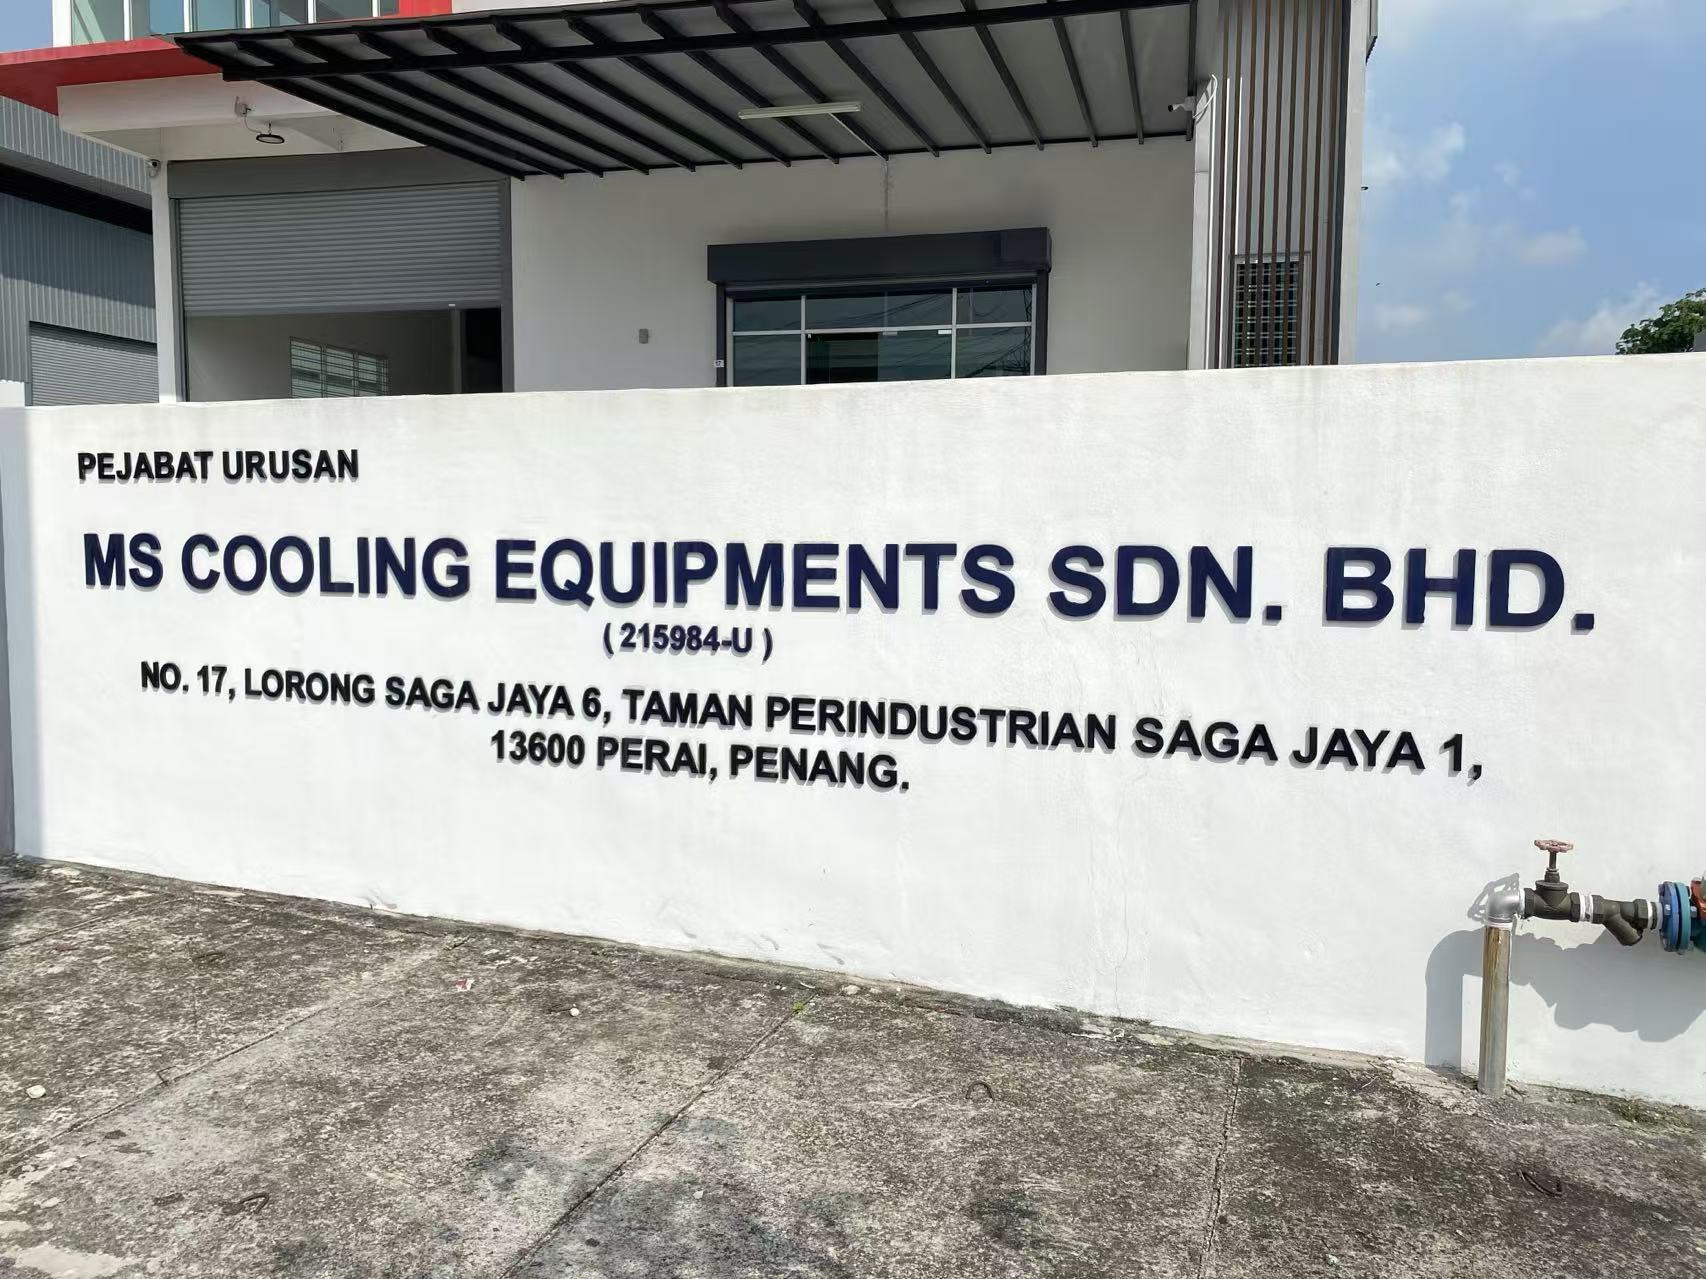 PEJABAT URUSAN
MS COOLING EQUIPMENTS SDN. BHD.
( 215984-U )
NO. 17, LORONG SAGA JAYA 6, TAMAN PERINDUSTRIAN SAGA JAYA 1,
13600 PERAI, PENANG.